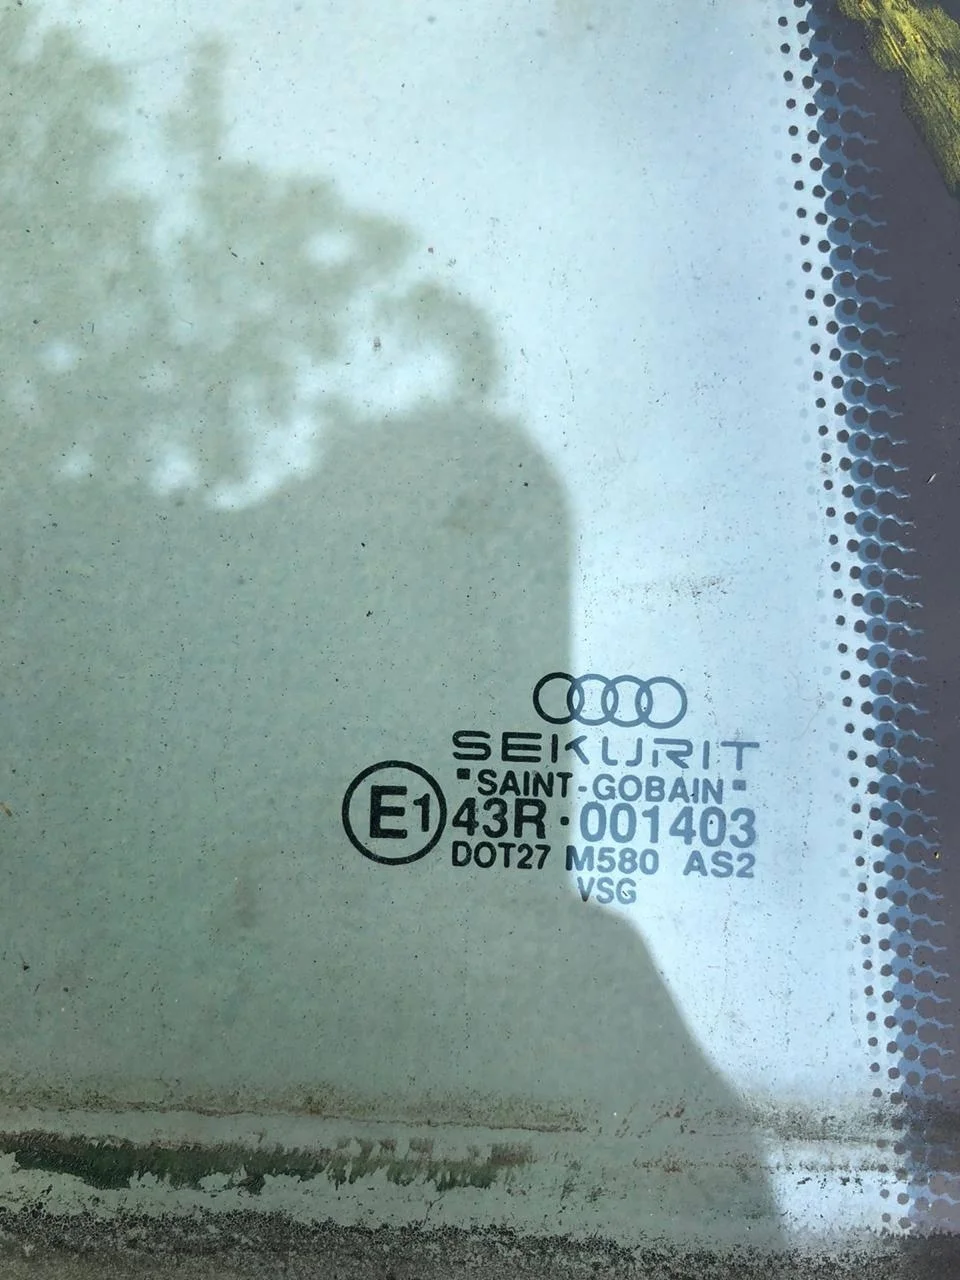 SEKURIT
"SAINT-GOBAIN"
E1 43R·001403
DOT27 M580 AS2
VSG